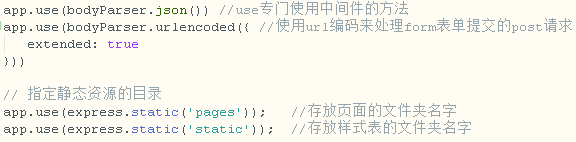 app.use(bodyParser.json()) //use专门使用中间件的方法
app.use(bodyParser.urlencoded({ //使用url编码来处理form表单提交的post请求
extended: true
}))
// 指定静态资源的目录
app.use(express.static('pages')); //存放页面的文件夹名字
app.use(express.static('static')); //存放样式表的文件夹名字